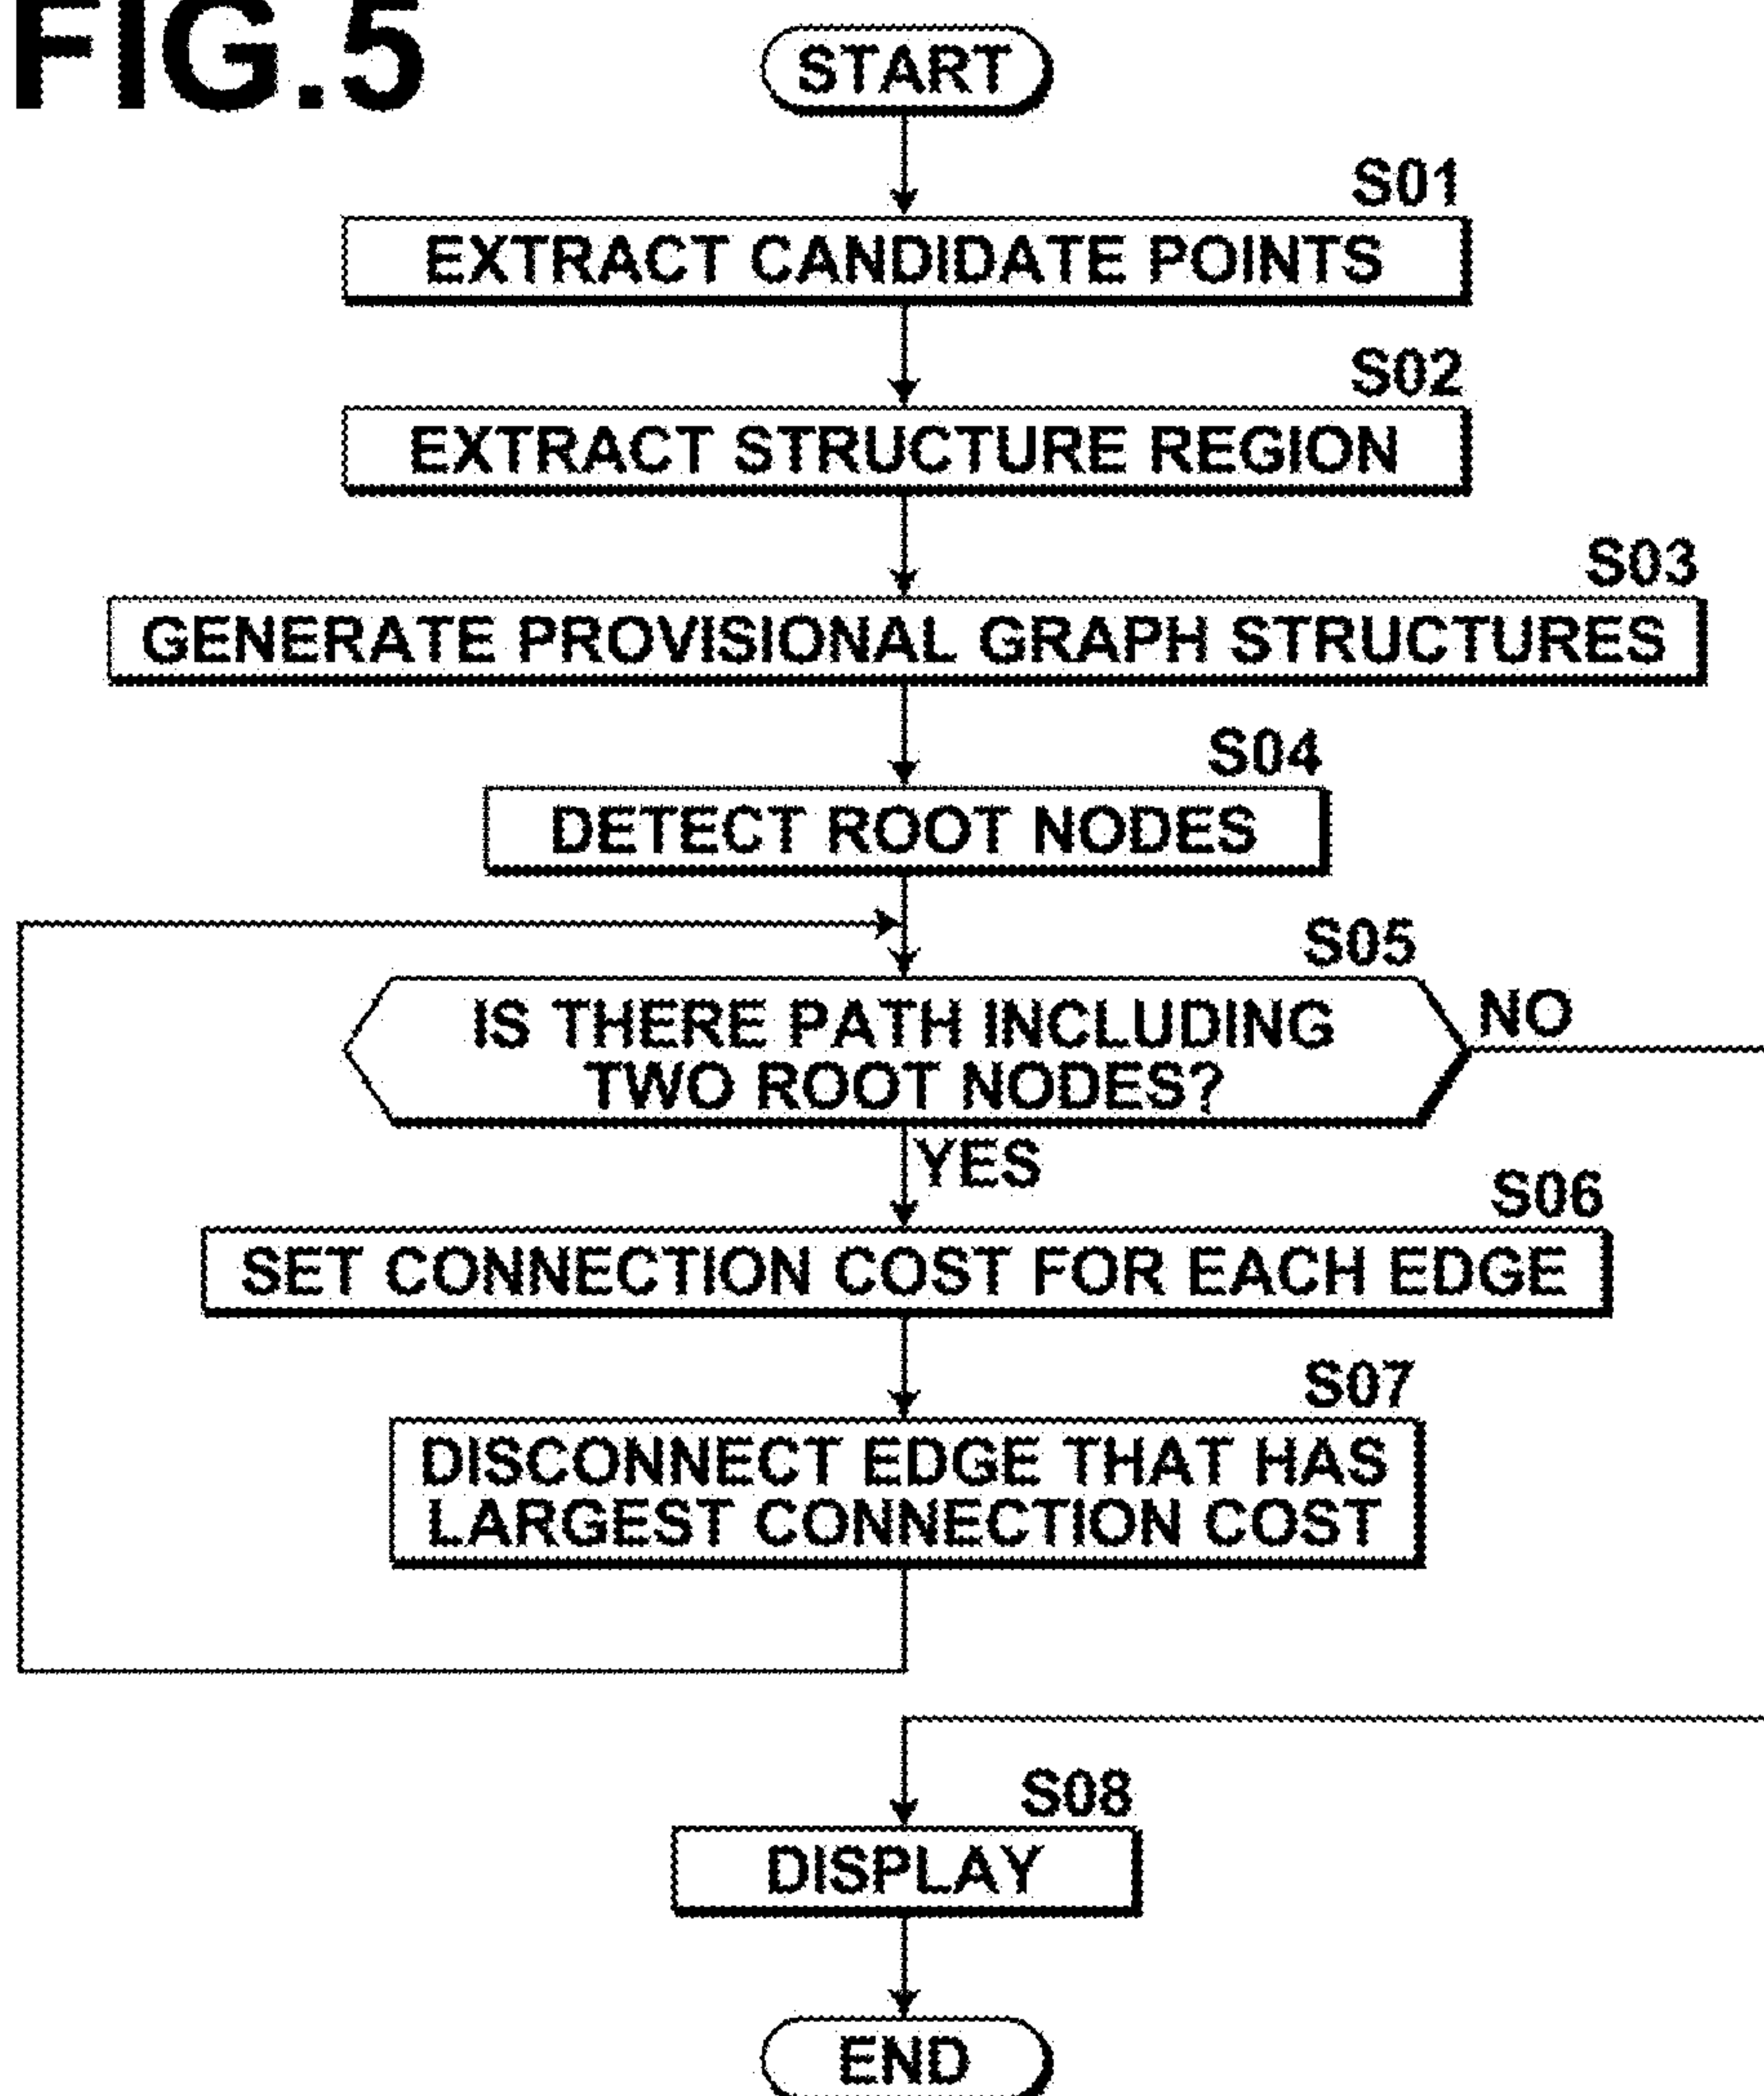 FIG.5
START
S01
EXTRACT CANDIDATE POINTS
S02
EXTRACT STRUCTURE REGION
S03
GENERATE PROVISIONAL GRAPH STRUCTURES
S04
DETECT ROOT NODES
S05
IS THERE PATH INCLUDING
TWO ROOT NODES?
NO
YES
S06
SET CONNECTION COST FOR EACH EDGE
S07
DISCONNECT EDGE THAT HAS
LARGEST CONNECTION COST
S08
DISPLAY
END